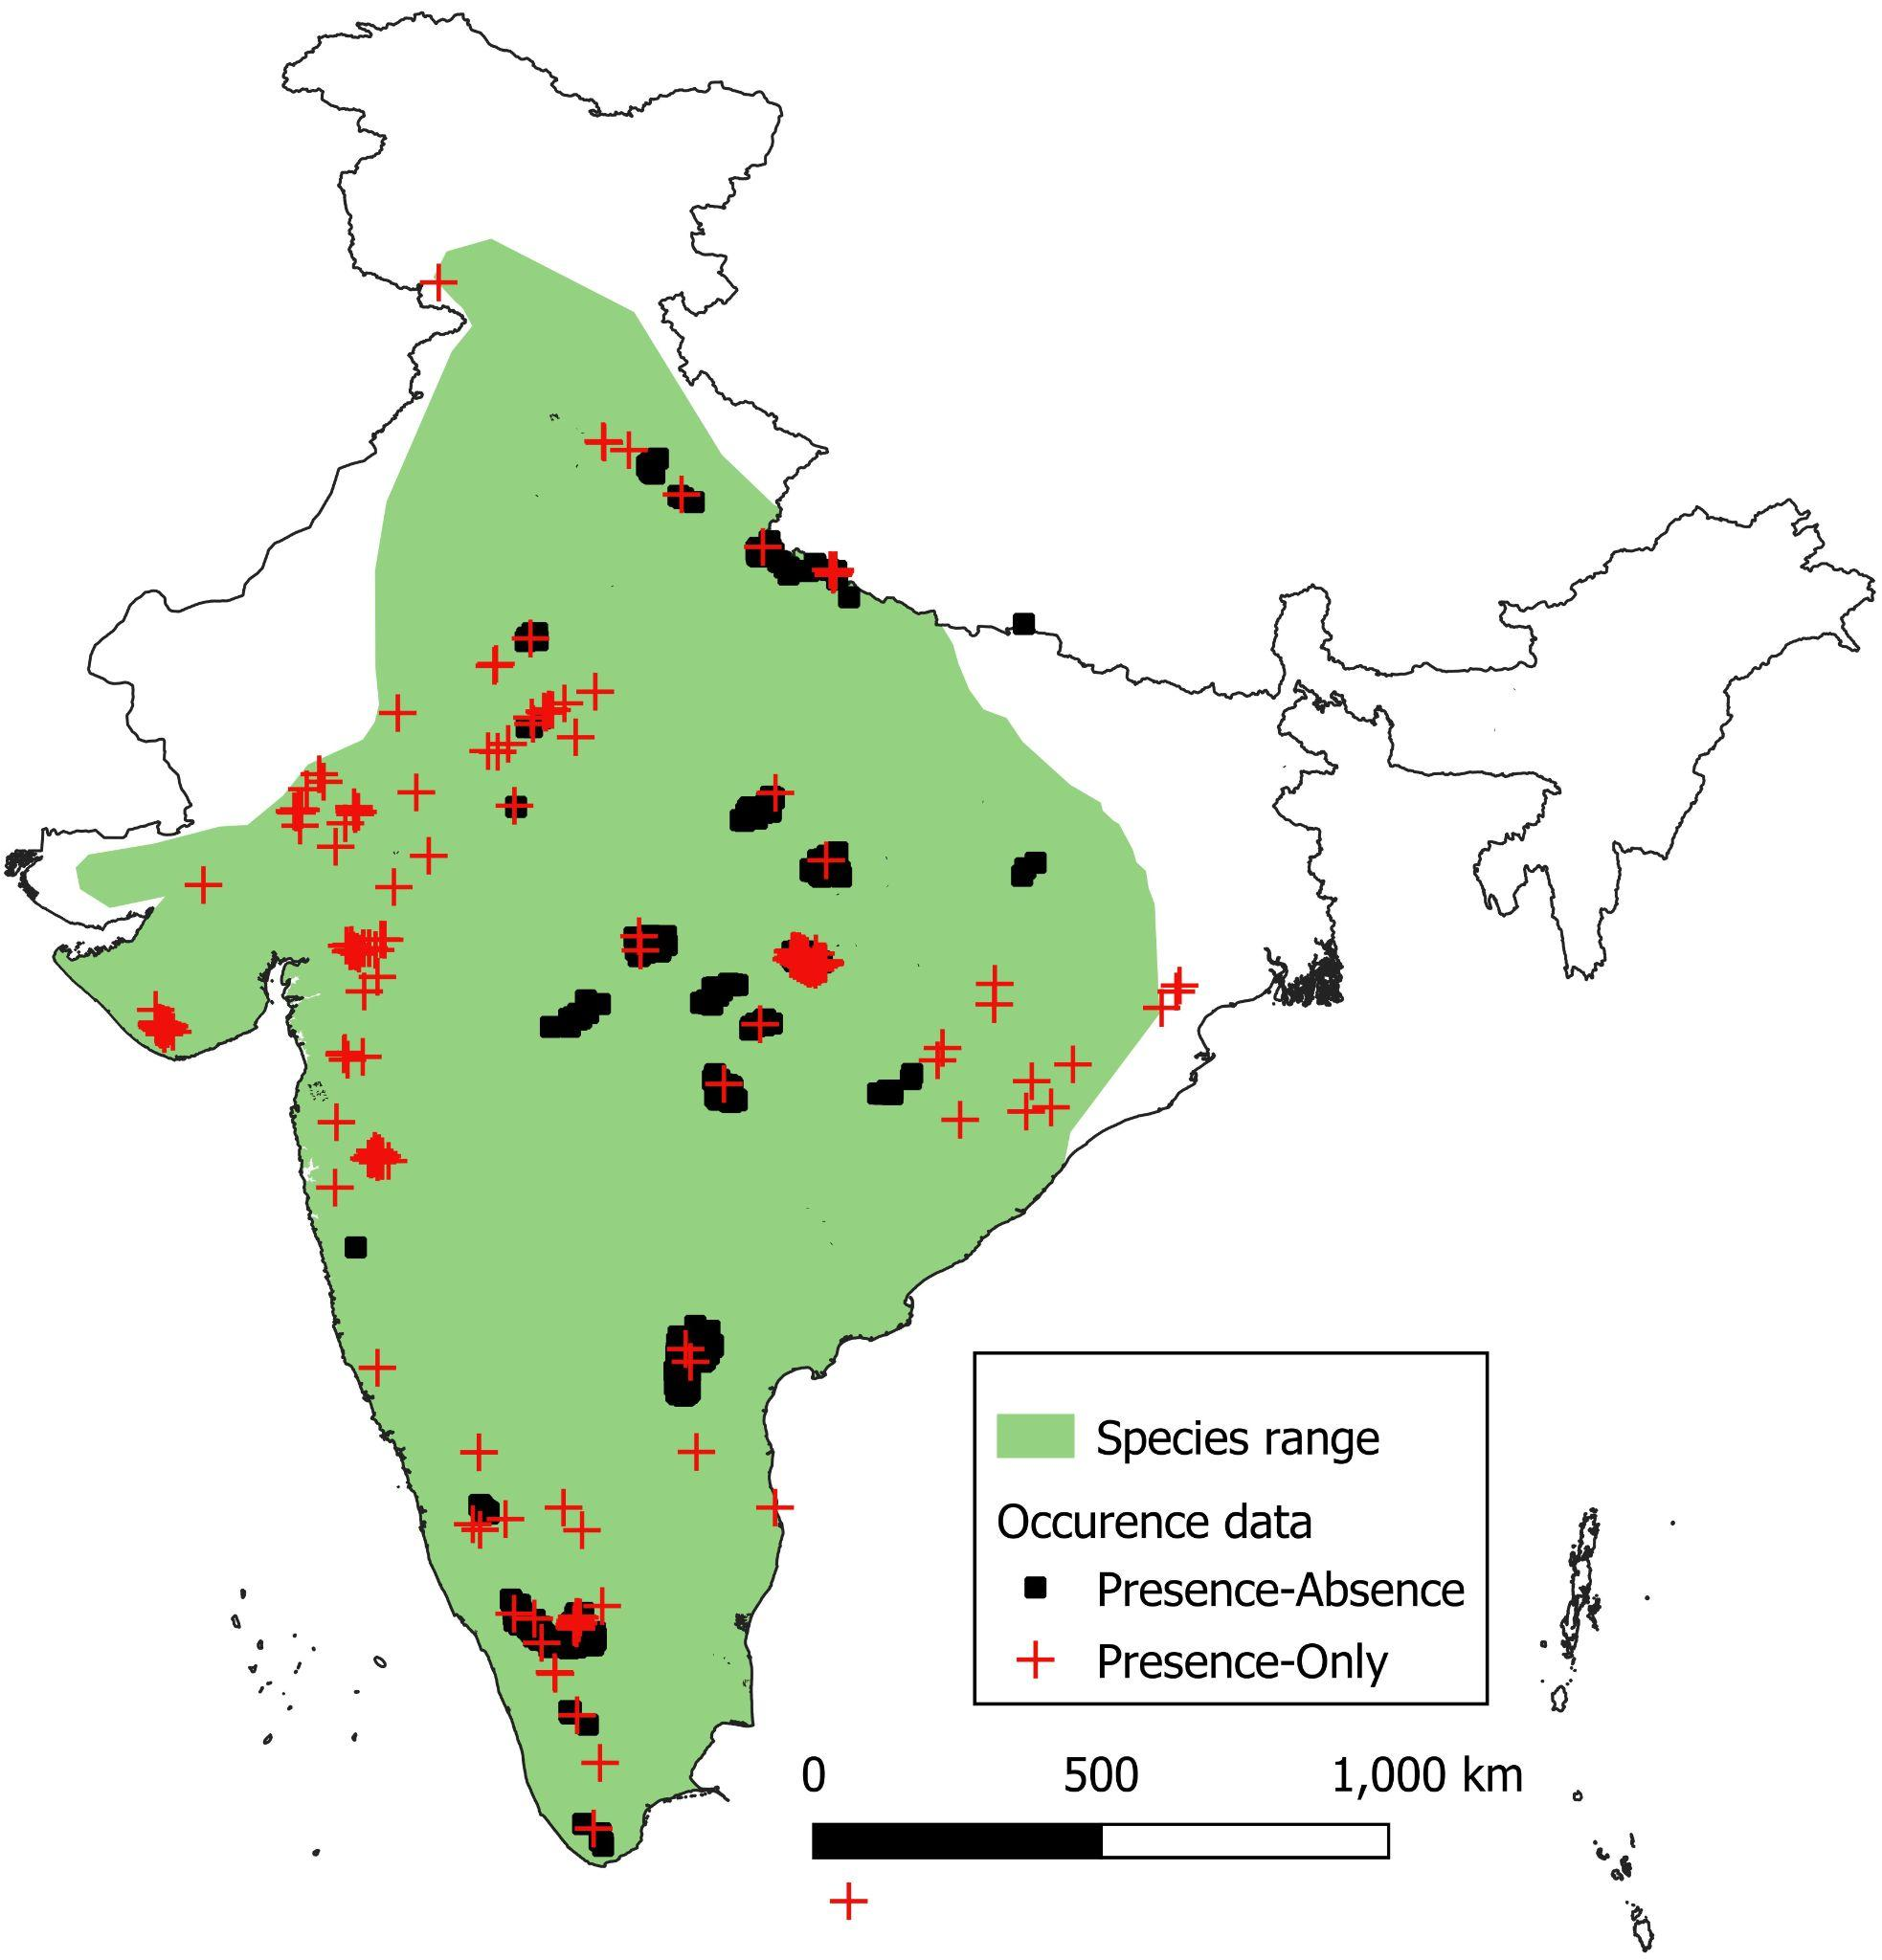 Species range
Occurence data
Presence-Absence
Presence-Only
0 500 1,000 km